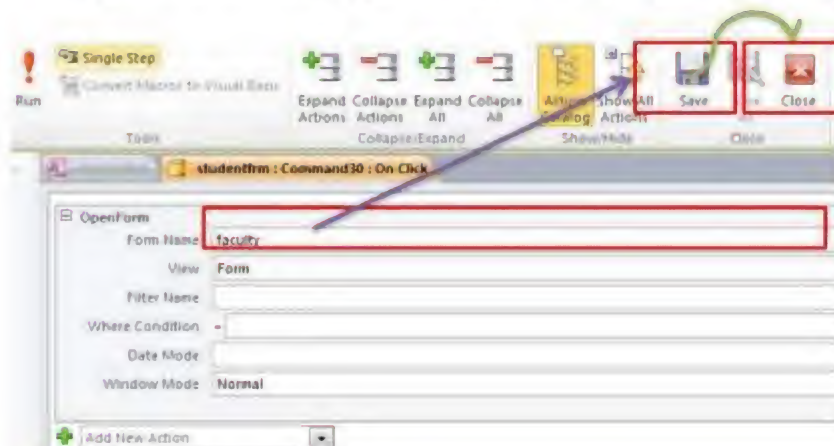 Single Step
Convert Macros to Visual Basic
Run
Expand Actions
Collapse Actions
Expand All
Collapse All
Action Catalog
Show All Actions
Save
Close
Tools
Collapse/Expand
Show/Hide
Close
studentfrm : Command30 : On Click
OpenForm
Form Name faculty
View Form
Filter Name
Where Condition =
Data Mode
Window Mode Normal
Add New Action